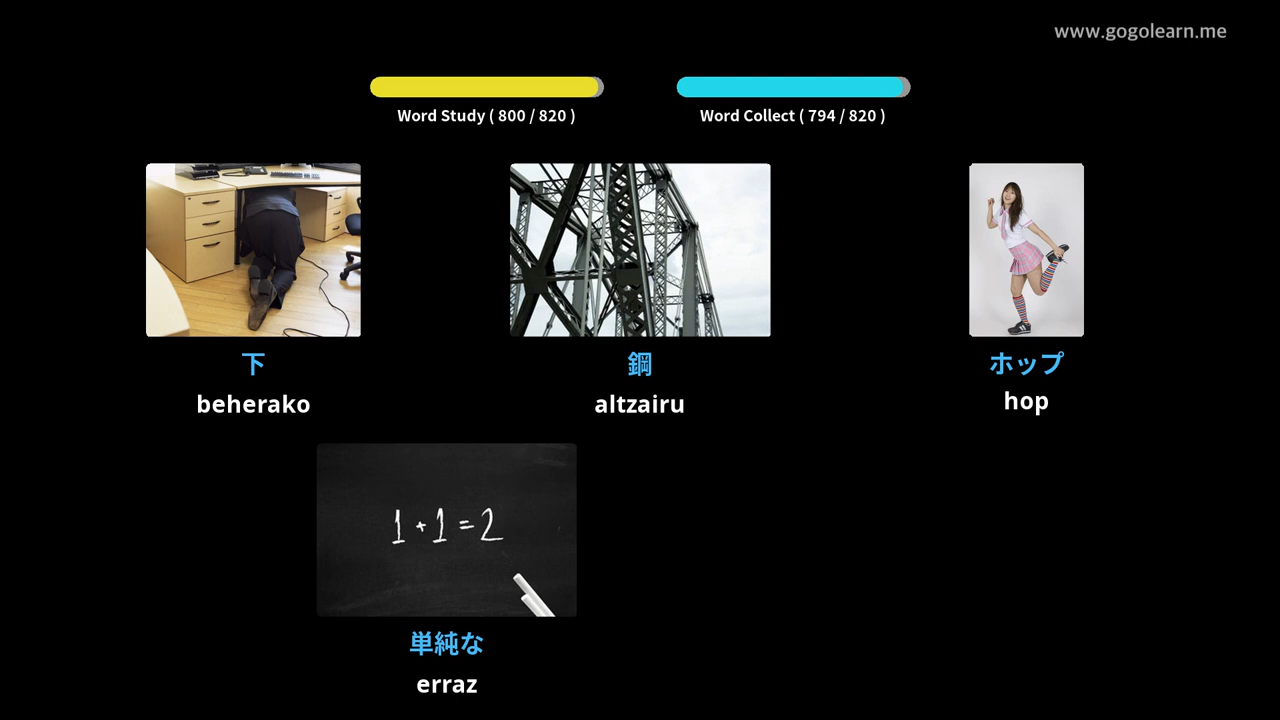 www.gogolearn.me
Word Study ( 800 / 820 )
Word Collect ( 794 / 820 )
下
beherako
鋼
altzairu
ホップ
hop
1 + 1 = 2
単純な
erraz